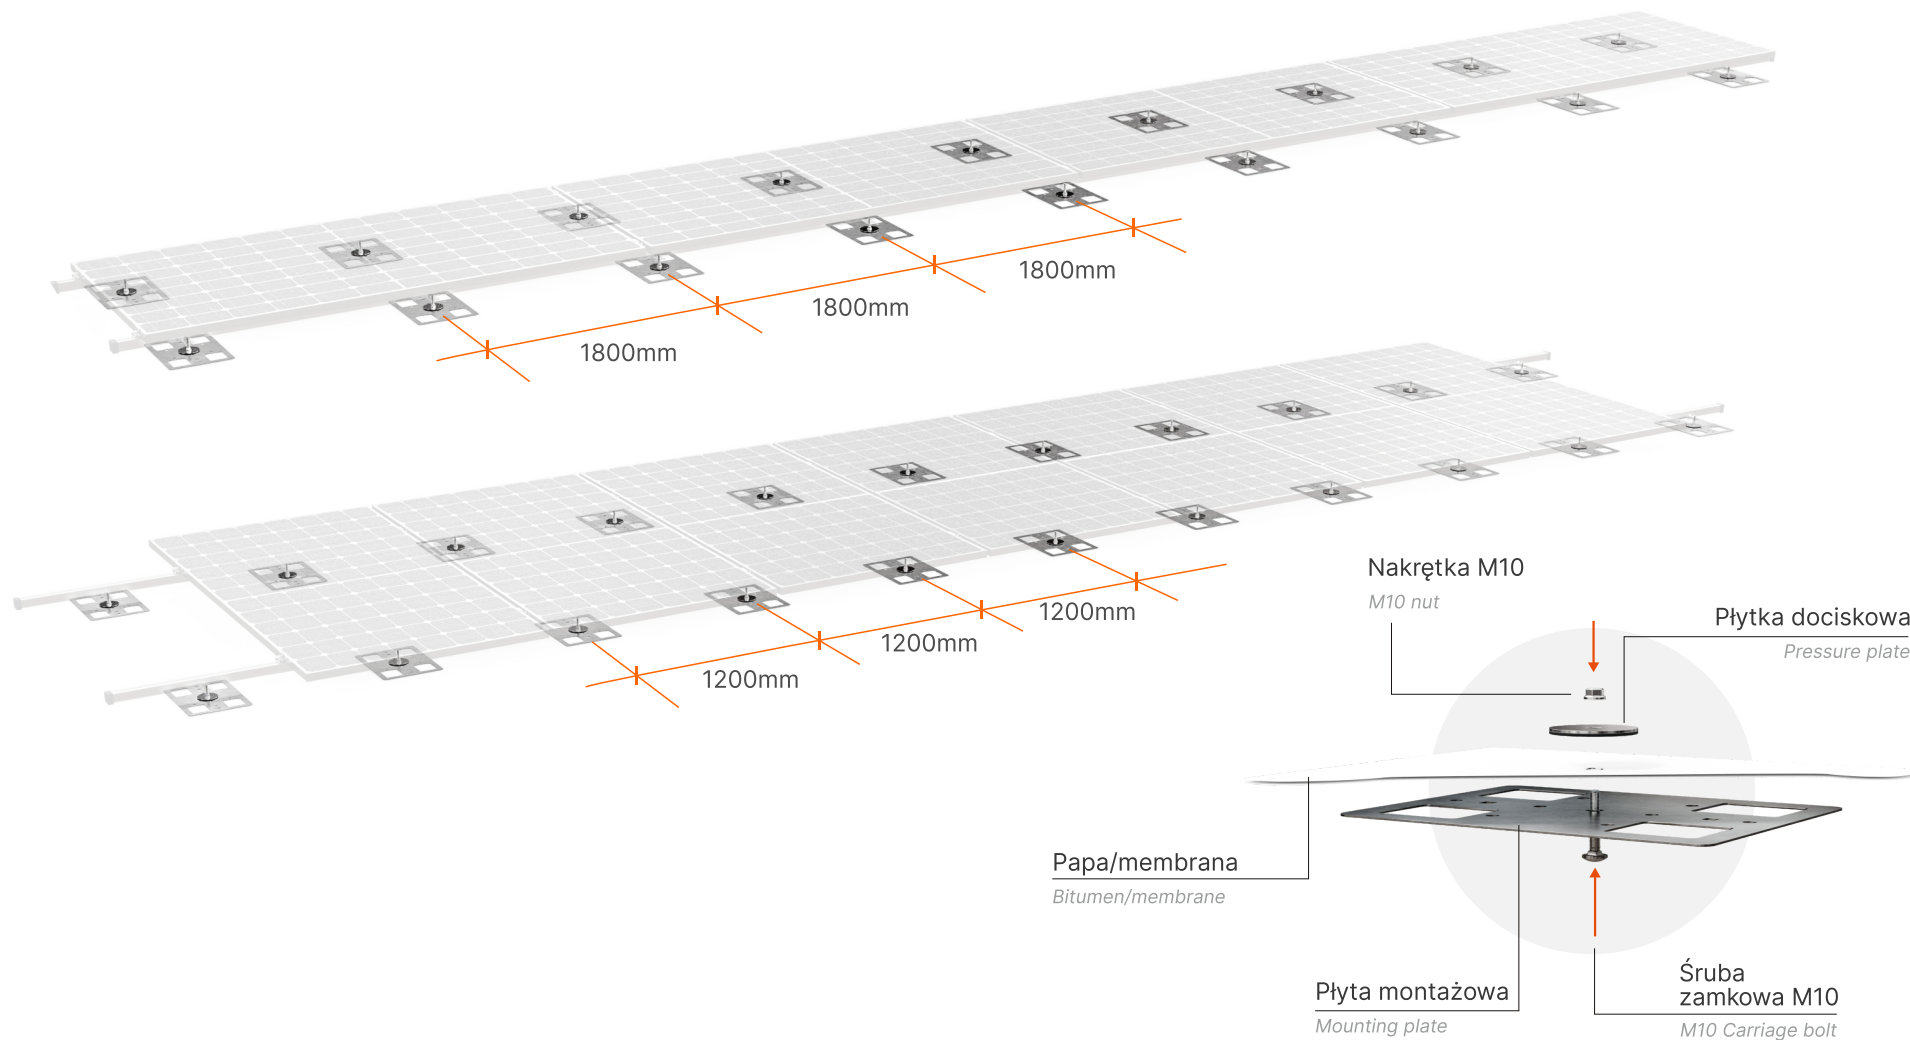 1800mm
1800mm
1800mm
1200mm
1200mm
1200mm
Nakrętka M10
M10 nut
Płytka dociskowa
Pressure plate
Papa/membrana
Bitumen/membrane
Płyta montażowa
Mounting plate
Śruba
zamkowa M10
M10 Carriage bolt